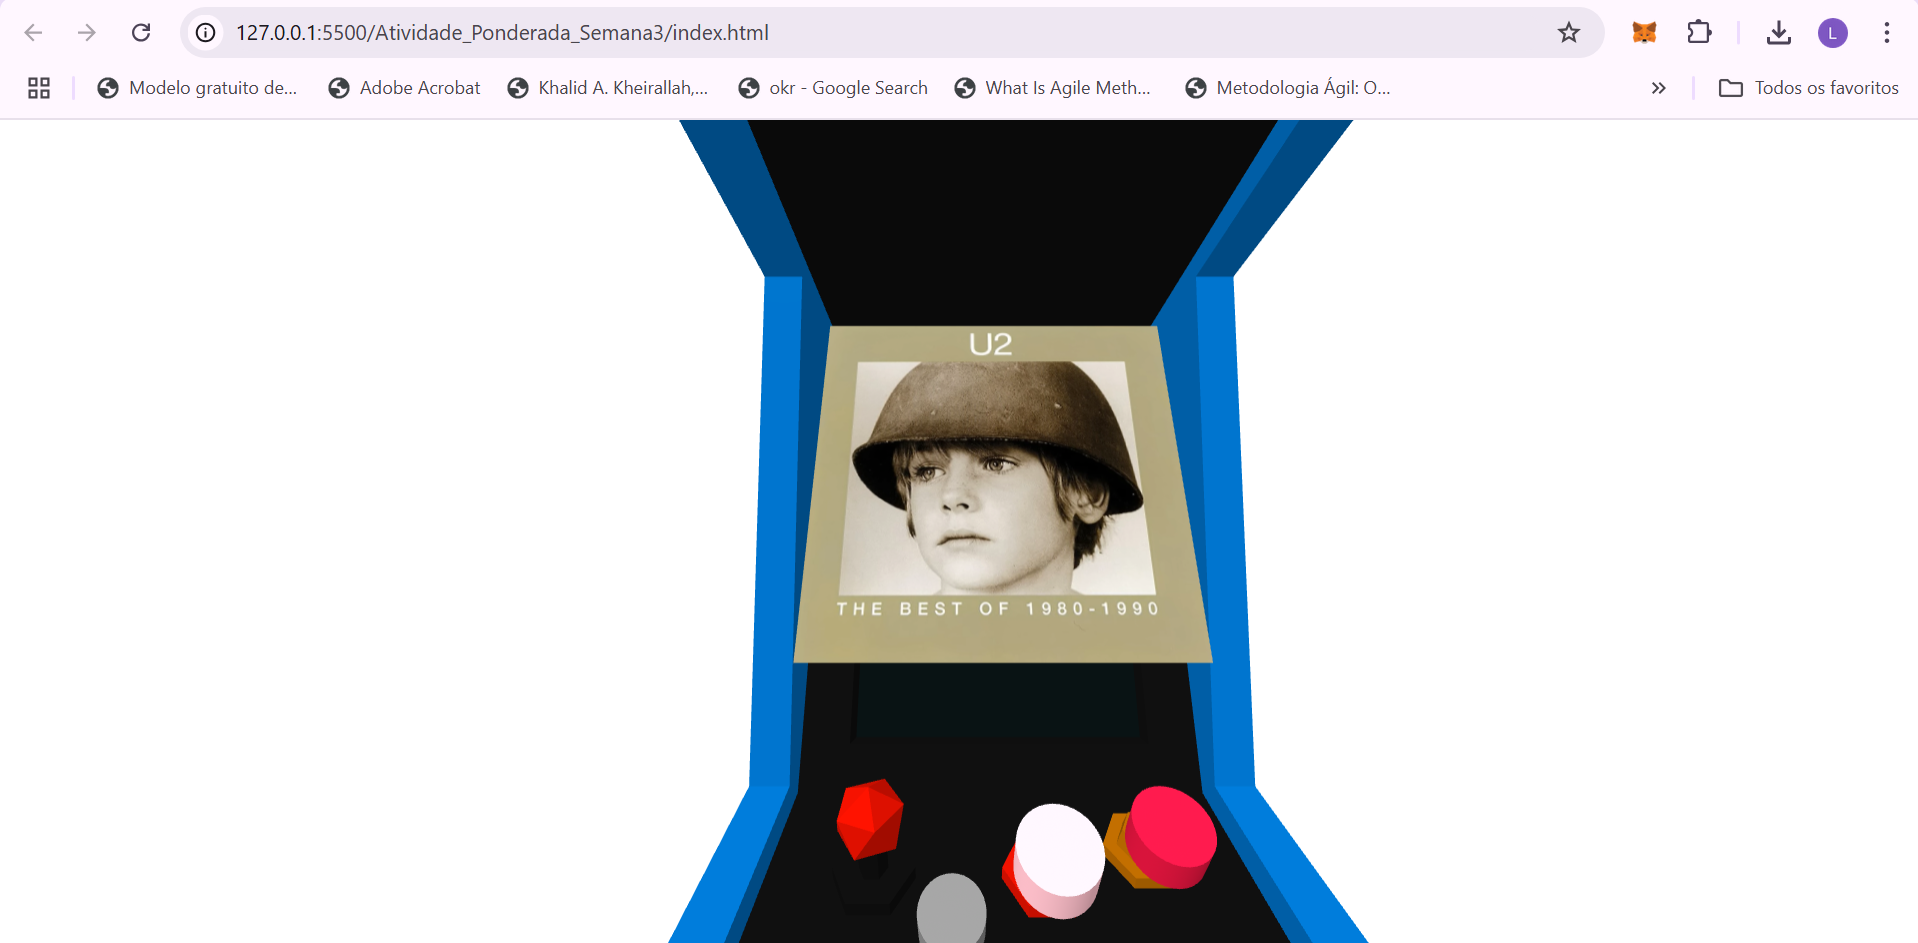 127.0.0.1:5500/Atividade_Ponderada_Semana3/index.html
L
Modelo gratuito de...
Adobe Acrobat
Khalid A. Kheirallah,...
okr - Google Search
What Is Agile Meth...
Metodologia Ágil: O...
Todos os favoritos
U2
THE BEST OF 1980-1990